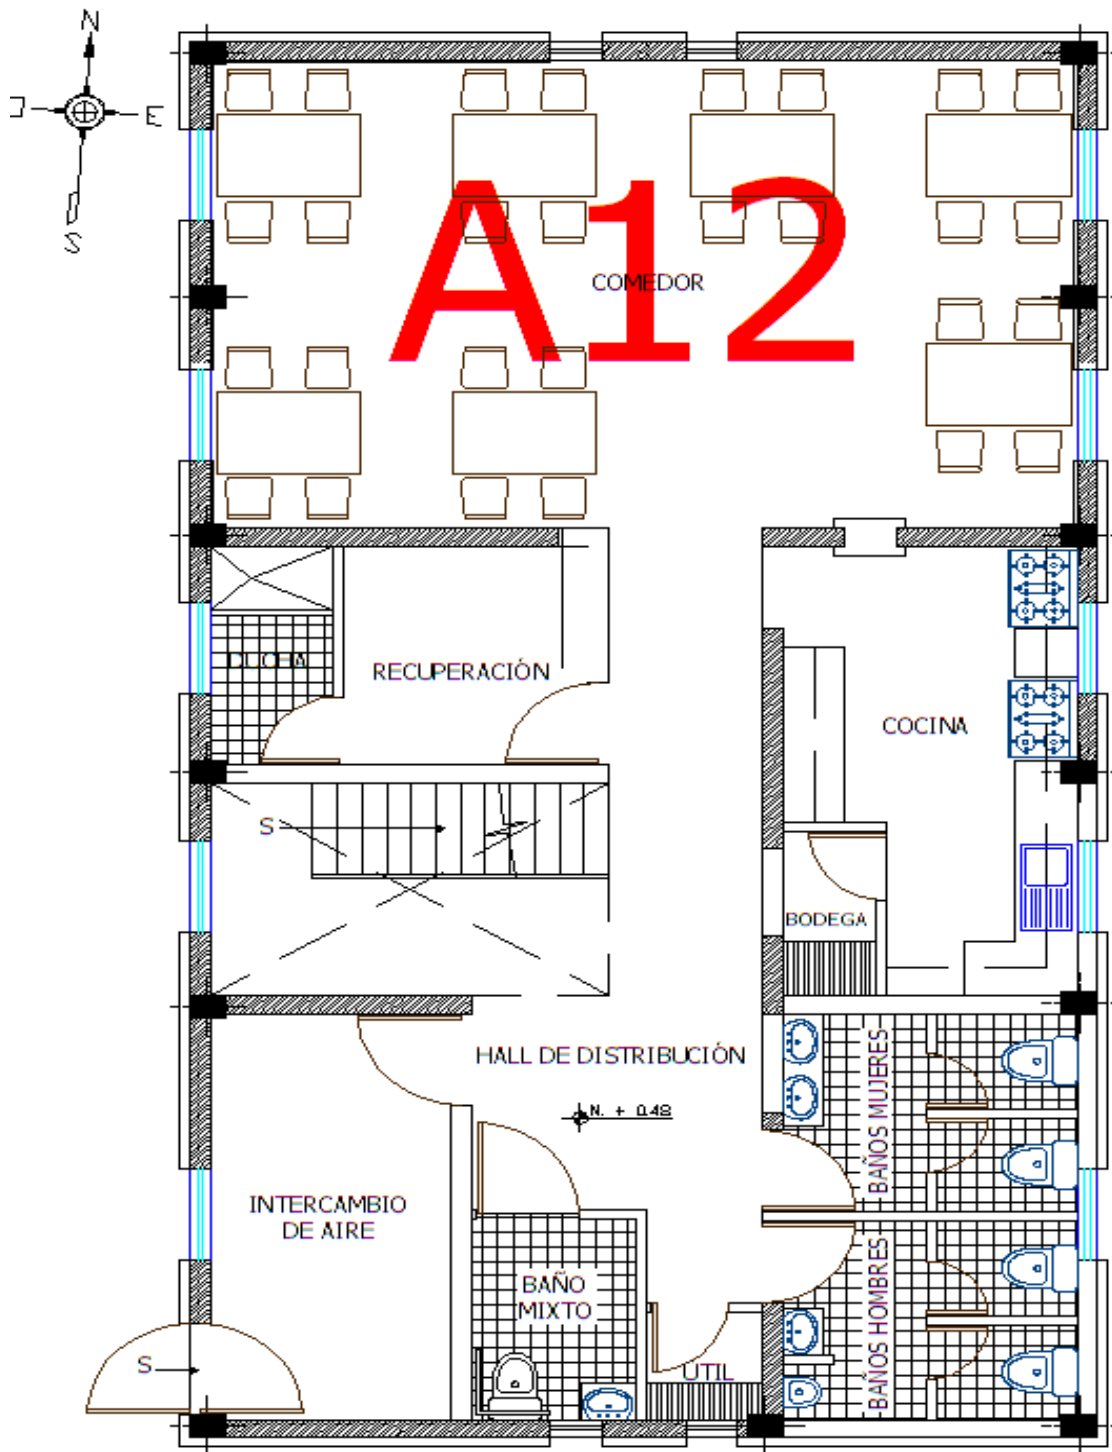 N
E
S
A12
COMEDOR
DUCHA
RECUPERACIÓN
COCINA
S
BODEGA
HALL DE DISTRIBUCIÓN
N. + 0.48
BAÑOS MUJERES
INTERCAMBIO
DE AIRE
BAÑO
MIXTO
BAÑOS HOMBRES
S
UTIL